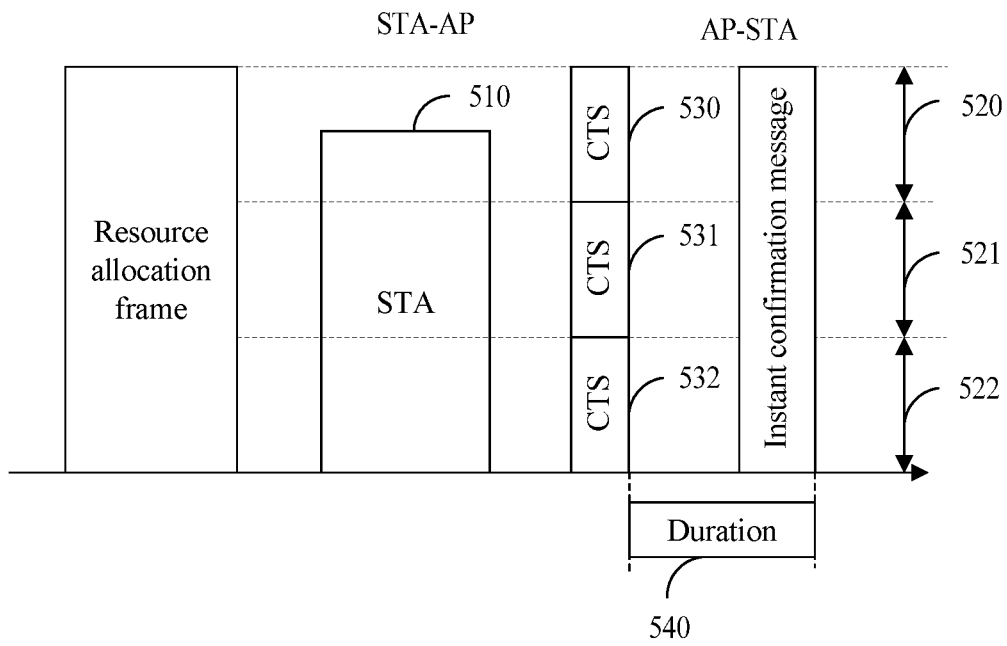 STA-AP
AP-STA
510
530
520
CTS
Instant confirmation message
Resource
allocation
frame
STA
CTS
531
521
CTS
532
522
Duration
540